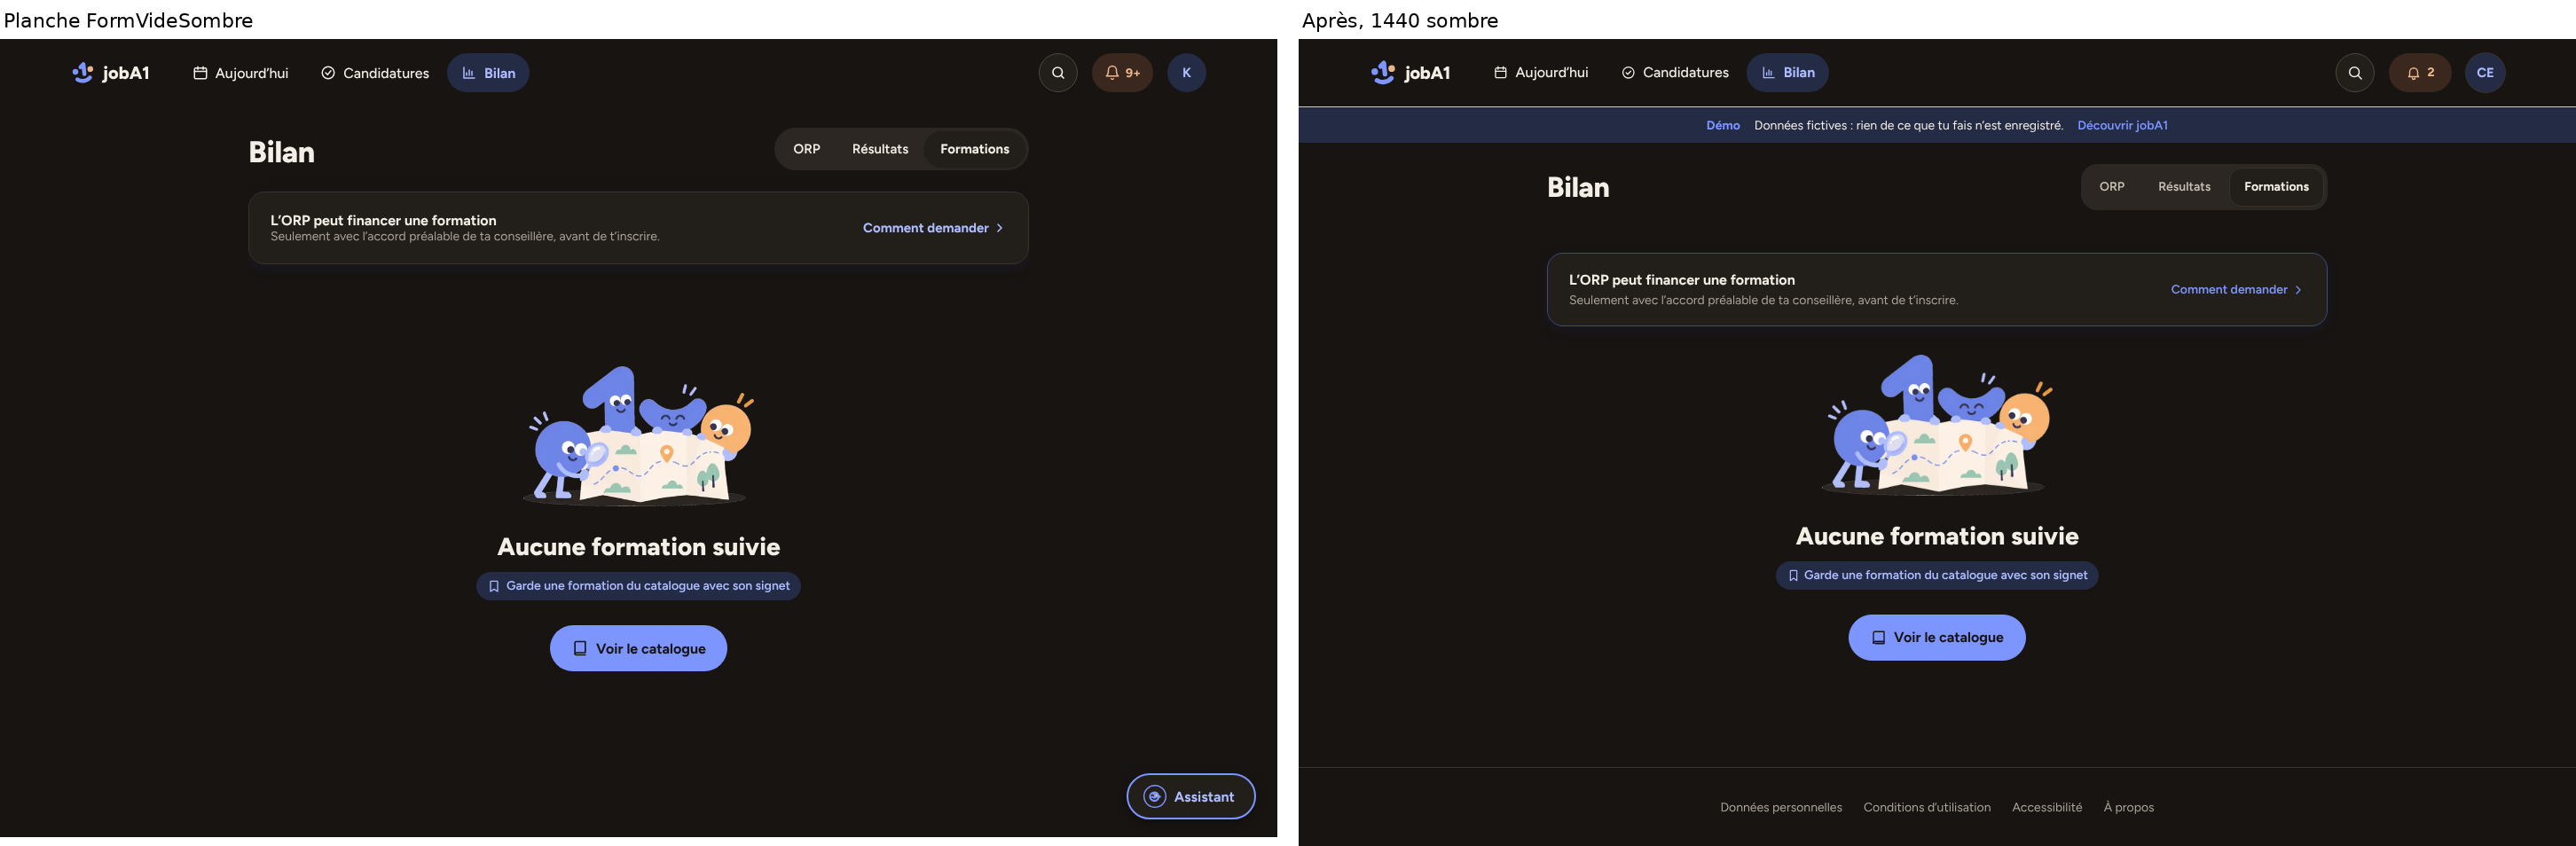 Planche FormVideSombre
jobA1 Aujourd’hui Candidatures Bilan 9+ K
Bilan ORP Résultats Formations
L’ORP peut financer une formation
Seulement avec l’accord préalable de ta conseillère, avant de t’inscrire.
Comment demander
Aucune formation suivie
Garde une formation du catalogue avec son signet
Voir le catalogue
Assistant
Après, 1440 sombre
jobA1 Aujourd’hui Candidatures Bilan 2 CE
Démo Données fictives : rien de ce que tu fais n’est enregistré. Découvrir jobA1
Bilan ORP Résultats Formations
L’ORP peut financer une formation
Seulement avec l’accord préalable de ta conseillère, avant de t’inscrire.
Comment demander
Aucune formation suivie
Garde une formation du catalogue avec son signet
Voir le catalogue
Données personnelles Conditions d’utilisation Accessibilité À propos